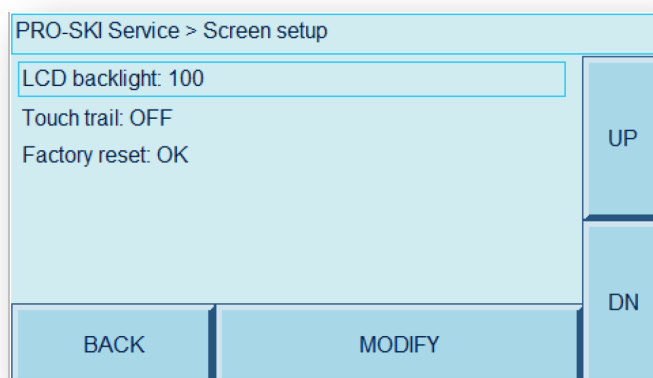 PRO-SKI Service > Screen setup
LCD backlight: 100
Touch trail: OFF
Factory reset: OK
UP
DN
BACK
MODIFY